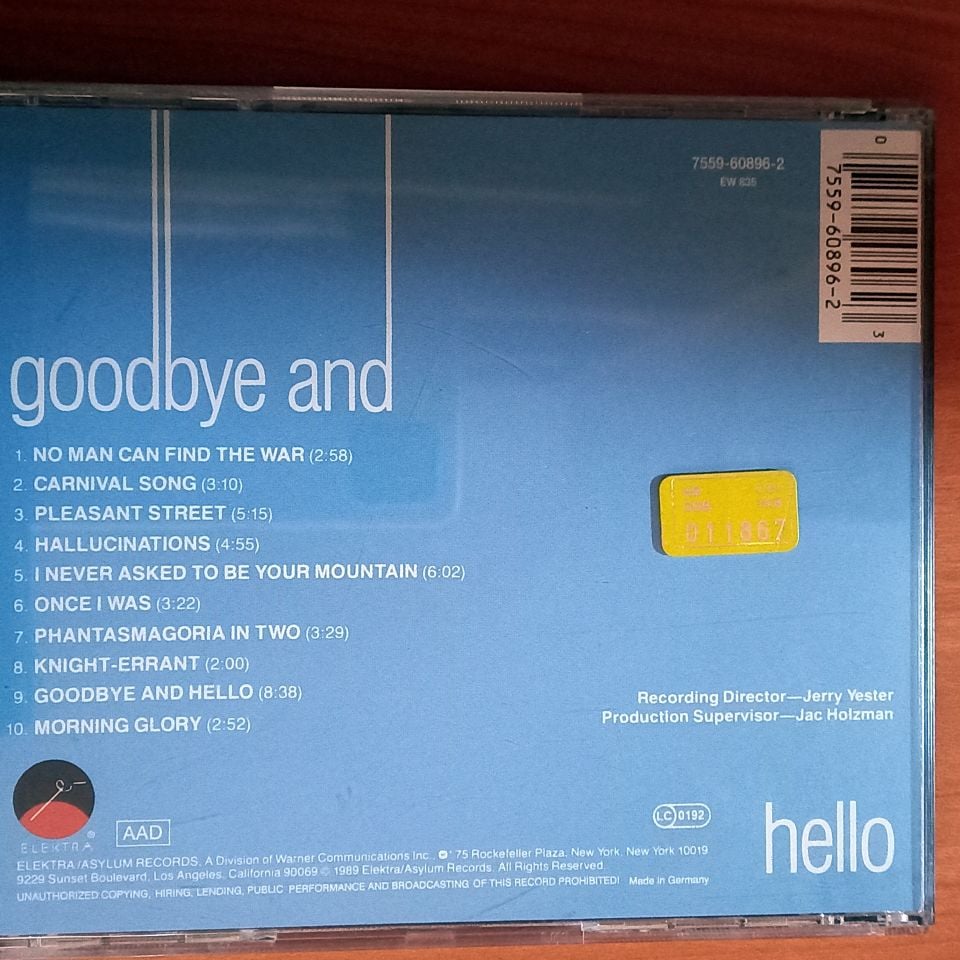 7559-60896-2
EW 835
0
7559-60896-2
3
goodbye and
1. NO MAN CAN FIND THE WAR (2:58)
2. CARNIVAL SONG (3:10)
3. PLEASANT STREET (5:15)
4. HALLUCINATIONS (4:55)
5. I NEVER ASKED TO BE YOUR MOUNTAIN (6:02)
6. ONCE I WAS (3:22)
7. PHANTASMAGORIA IN TWO (3:29)
8. KNIGHT-ERRANT (2:00)
9. GOODBYE AND HELLO (8:38)
10. MORNING GLORY (2:52)
011867
Recording Director—Jerry Yester
Production Supervisor—Jac Holzman
ELEKTRA ®
AAD
LC 0192
hello
ELEKTRA/ASYLUM RECORDS, A Division of Warner Communications Inc., 75 Rockefeller Plaza, New York, New York 10019
9229 Sunset Boulevard, Los Angeles, California 90069 © 1989 Elektra/Asylum Records. All Rights Reserved.
UNAUTHORIZED COPYING, HIRING, LENDING, PUBLIC PERFORMANCE AND BROADCASTING OF THIS RECORD PROHIBITED! Made in Germany